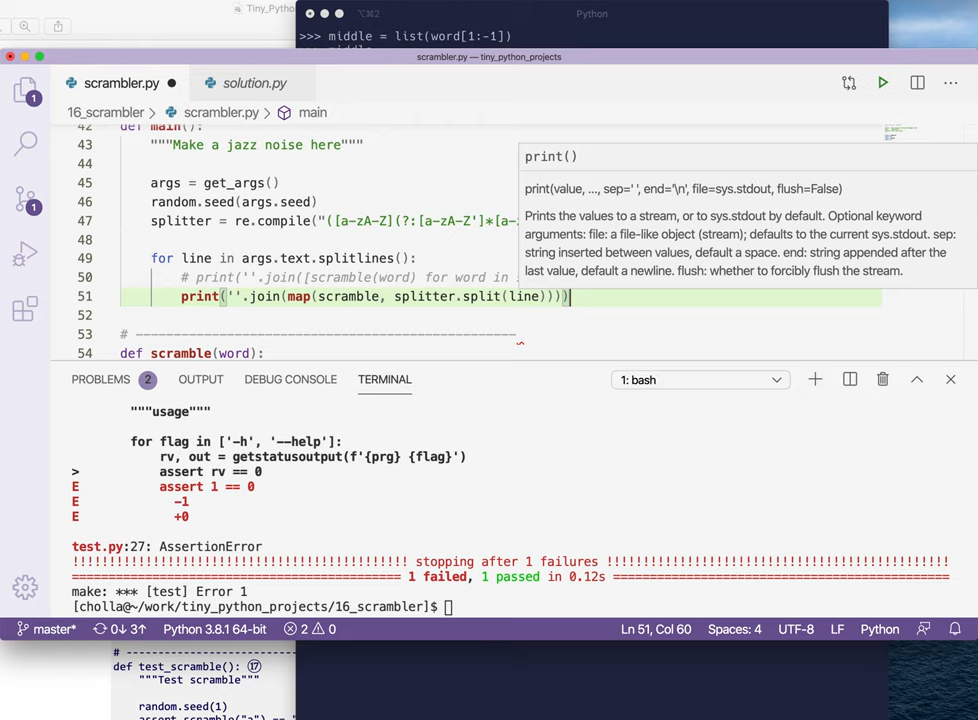 Tiny_Pytho
⌥⌘2
Python
>>> middle = list(word[1:-1])
scrambler.py — tiny_python_projects
scrambler.py
solution.py
1
16_scrambler > scrambler.py > main
42 def main():
43 """Make a jazz noise here"""
44
45 args = get_args()
46 random.seed(args.seed)
47 splitter = re.compile("([a-zA-Z](?:[a-zA-Z']*[a-z
48
49 for line in args.text.splitlines():
50 # print(''.join([scramble(word) for word in
51 print(''.join(map(scramble, splitter.split(line))))
52
53 # --------------------------------------------------
54 def scramble(word):
print()
print(value, ..., sep=' ', end='\n', file=sys.stdout, flush=False)
Prints the values to a stream, or to sys.stdout by default. Optional keyword
arguments: file: a file-like object (stream); defaults to the current sys.stdout. sep:
string inserted between values, default a space. end: string appended after the
last value, default a newline. flush: whether to forcibly flush the stream.
1
PROBLEMS 2 OUTPUT DEBUG CONSOLE TERMINAL
1: bash
"""usage"""
for flag in ['-h', '--help']:
rv, out = getstatusoutput(f'{prg} {flag}')
> assert rv == 0
E assert 1 == 0
E -1
E +0
test.py:27: AssertionError
!!!!!!!!!!!!!!!!!!!!!!!!!!!!!!!!!!!!!!!!!!!! stopping after 1 failures !!!!!!!!!!!!!!!!!!!!!!!!!!!!!!!!!!!!!!!!!!!!!
=========================================== 1 failed, 1 passed in 0.12s ============================================
make: *** [test] Error 1
[cholla@~/work/tiny_python_projects/16_scrambler]$
master* 0↓ 3↑ Python 3.8.1 64-bit 2 0 Ln 51, Col 60 Spaces: 4 UTF-8 LF Python
# --------------------
def test_scramble(): ⑰
"""Test scramble"""
random.seed(1)